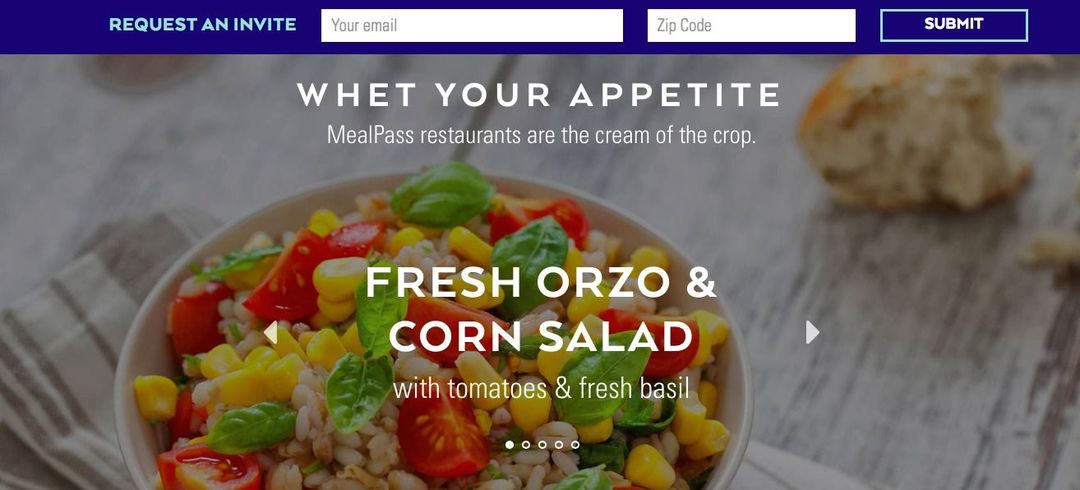 REQUEST AN INVITE
Your email
Zip Code
SUBMIT
WHET YOUR APPETITE
MealPass restaurants are the cream of the crop.
FRESH ORZO &
CORN SALAD
with tomatoes & fresh basil